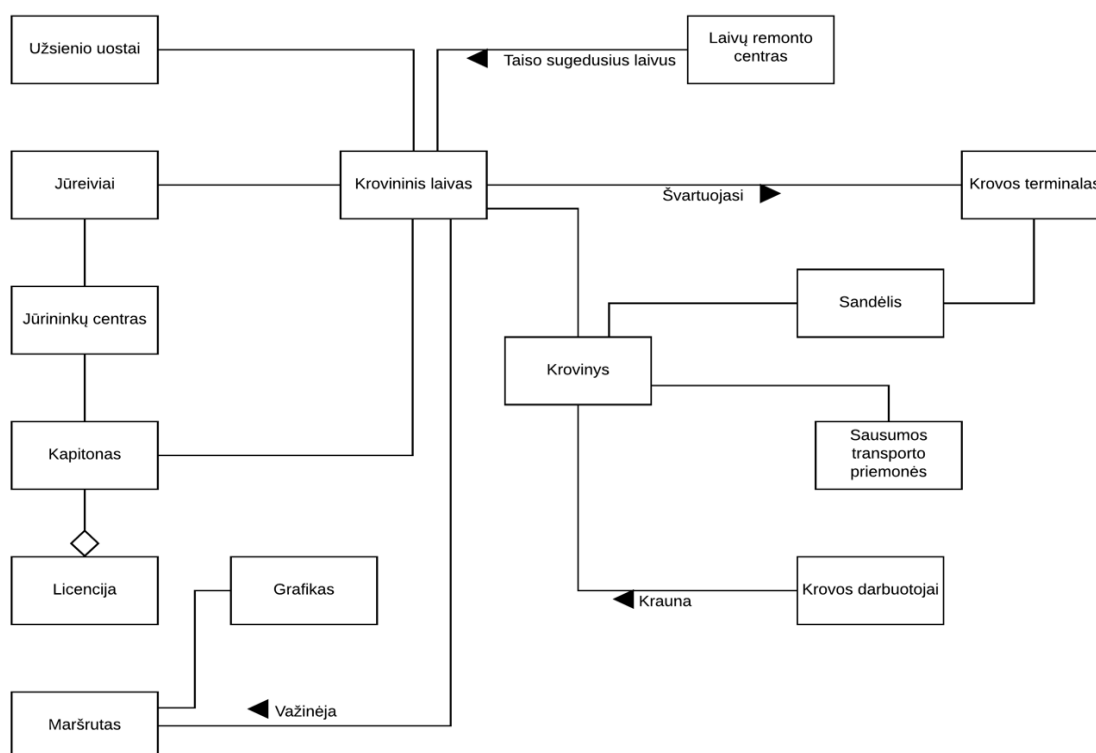 Užsienio uostai
Laivų remonto
centras
Taiso sugedusius laivus
Jūreiviai
Krovininis laivas
Krovos terminalas
Švartuojasi
Jūrininkų centras
Sandėlis
Krovinys
Kapitonas
Sausumos
transporto
priemonės
Licencija
Grafikas
Krovos darbuotojai
Krauna
Maršrutas
Važinėja